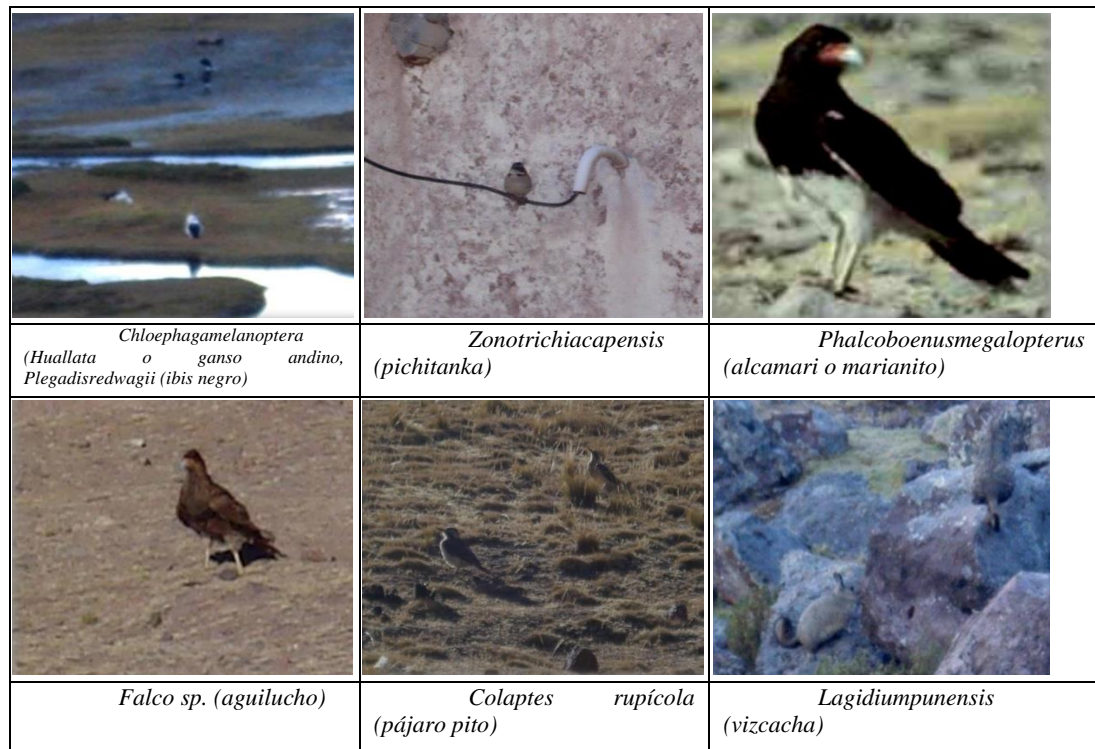 Chloephagamelanoptera
(Huallata o ganso andino,
Plegadisredwagii (ibis negro)
Zonotrichiacapensis
(pichitanka)
Phalcoboenusmegalopterus
(alcamari o marianito)
Falco sp. (aguilucho)
Colaptes rupícola
(pájaro pito)
Lagidiumpunensis
(vizcacha)